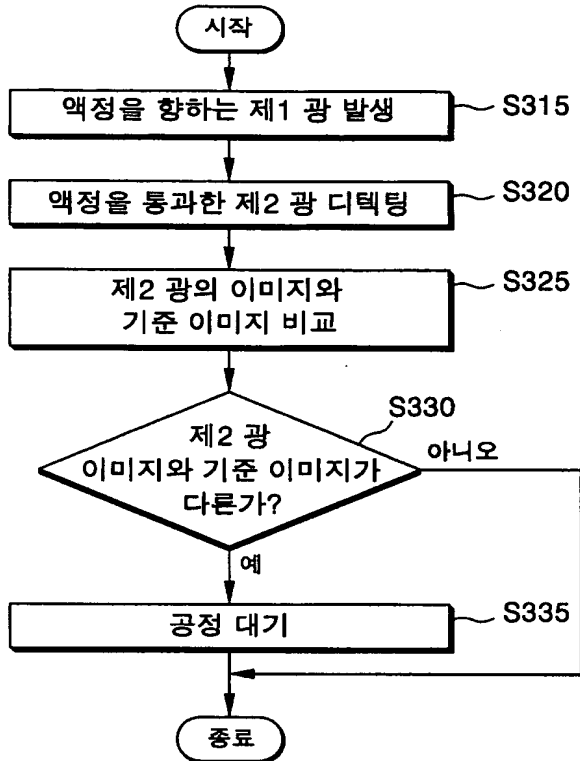 시작
액정을 향하는 제1 광 발생
S315
액정을 통과한 제2 광 디텍팅
S320
제2 광의 이미지와
기준 이미지 비교
S325
S330
제2 광
이미지와 기준 이미지가
다른가?
아니오
예
공정 대기
S335
종료